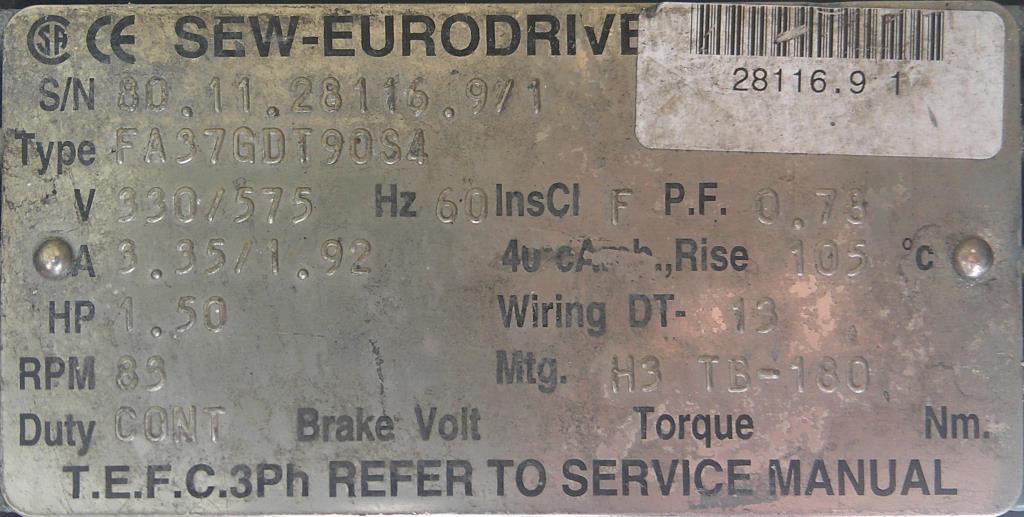 SA CE SEW-EURODRIVE
28116.9 1
S/N 80.11.28116.9/1
Type FA37GDT90S4
V 330/575 Hz 60 InsCl F P.F. 0.78
A 3.35/1.92 Rise 105 °c
HP 1.50 Wiring DT- 13
RPM 83 Mtg. H3 TB-180
Duty CONT Brake Volt Torque Nm.
T.E.F.C.3Ph REFER TO SERVICE MANUAL